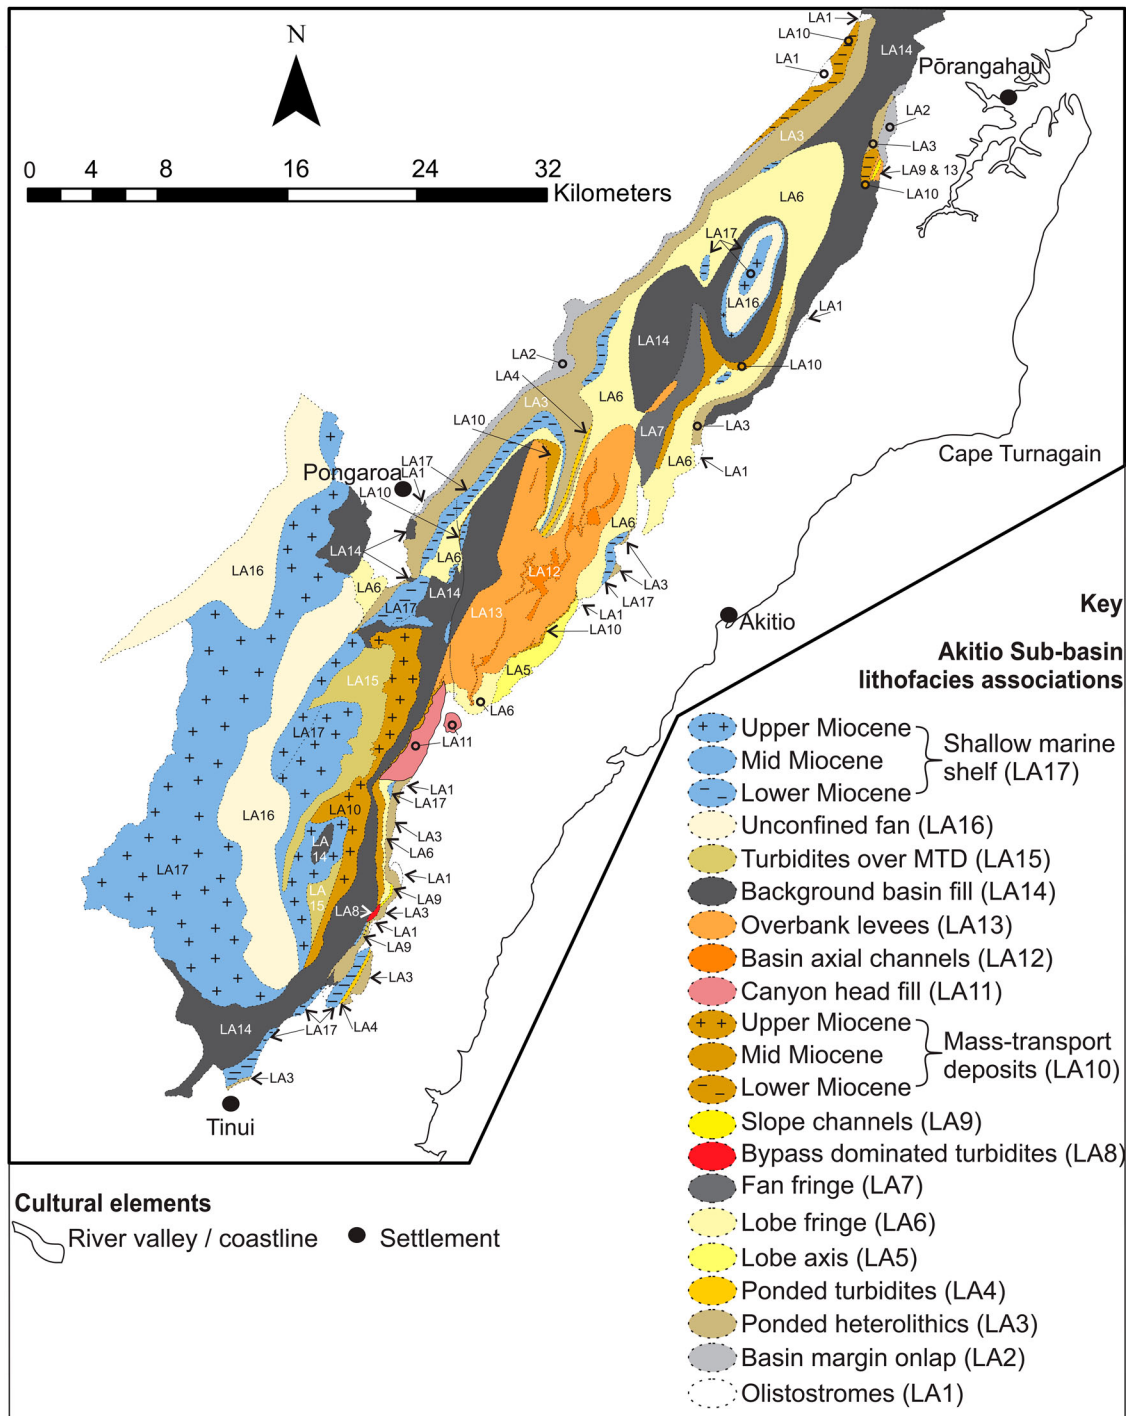 N
0 4 8 16 24 32
Kilometers
LA1
LA10
LA14
LA1
Pōrangahau
LA2
LA3
LA3
LA9 & 13
LA10
LA6
LA17
LA16
LA1
LA14
LA2
LA4
LA10
LA6
LA3
LA10
LA7
LA3
LA6
LA1
Cape Turnagain
LA17
LA1
Pongaroa
LA10
LA14
LA6
LA16
LA6
LA14
LA17
LA12
LA6
LA3
LA17
LA1
LA10
LA13
LA5
LA6
Akitio
LA15
LA17
LA11
LA1
LA17
LA10
LA16
LA3
LA6
LA
14
LA17
LA1
LA
15
LA9
LA8
LA3
LA1
LA9
LA3
LA14
LA17
LA4
LA3
Tinui
Key
Akitio Sub-basin
lithofacies associations
Upper Miocene
Mid Miocene
Lower Miocene
Shallow marine
shelf (LA17)
Unconfined fan (LA16)
Turbidites over MTD (LA15)
Background basin fill (LA14)
Overbank levees (LA13)
Basin axial channels (LA12)
Canyon head fill (LA11)
Upper Miocene
Mid Miocene
Lower Miocene
Mass-transport
deposits (LA10)
Slope channels (LA9)
Bypass dominated turbidites (LA8)
Fan fringe (LA7)
Lobe fringe (LA6)
Lobe axis (LA5)
Ponded turbidites (LA4)
Ponded heterolithics (LA3)
Basin margin onlap (LA2)
Olistostromes (LA1)
Cultural elements
River valley / coastline
Settlement